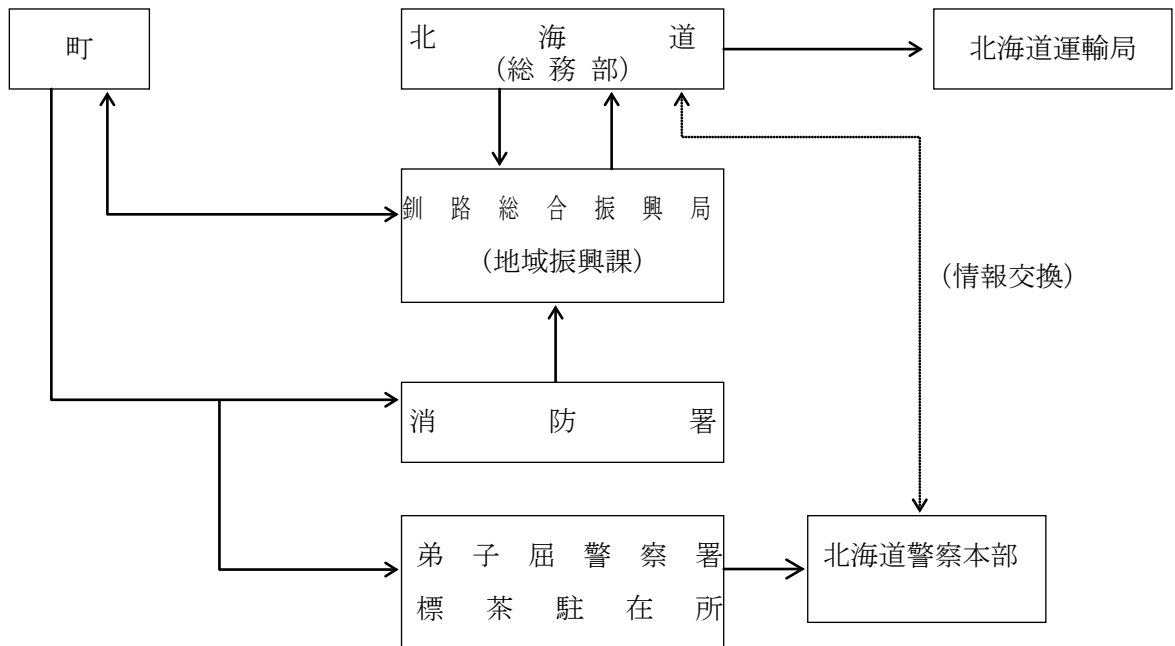 町
北海道
(総務部)
北海道運輸局
釧路総合振興局
(地域振興課)
(情報交換)
消防署
弟子屈警察署
標茶駐在所
北海道警察本部